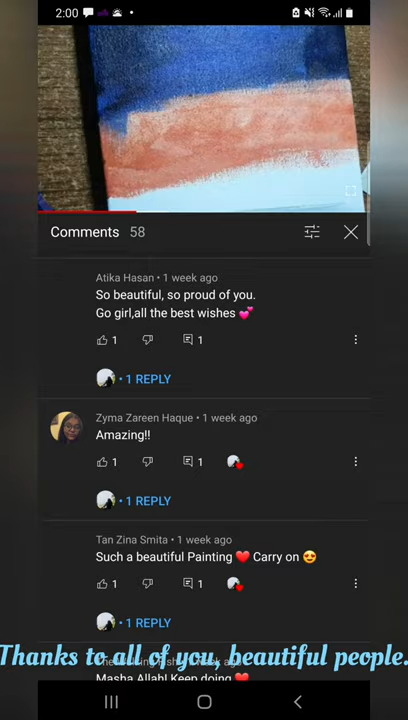 2:00
Comments 58
Atika Hasan • 1 week ago
So beautiful, so proud of you.
Go girl,all the best wishes 💕
1 1
• 1 REPLY
Zyma Zareen Haque • 1 week ago
Amazing!!
1 1
• 1 REPLY
Tan Zina Smita • 1 week ago
Such a beautiful Painting ❤️ Carry on 😍
1 1
• 1 REPLY
Thanks to all of you, beautiful people.
Masha Allah! Keep doing ❤️